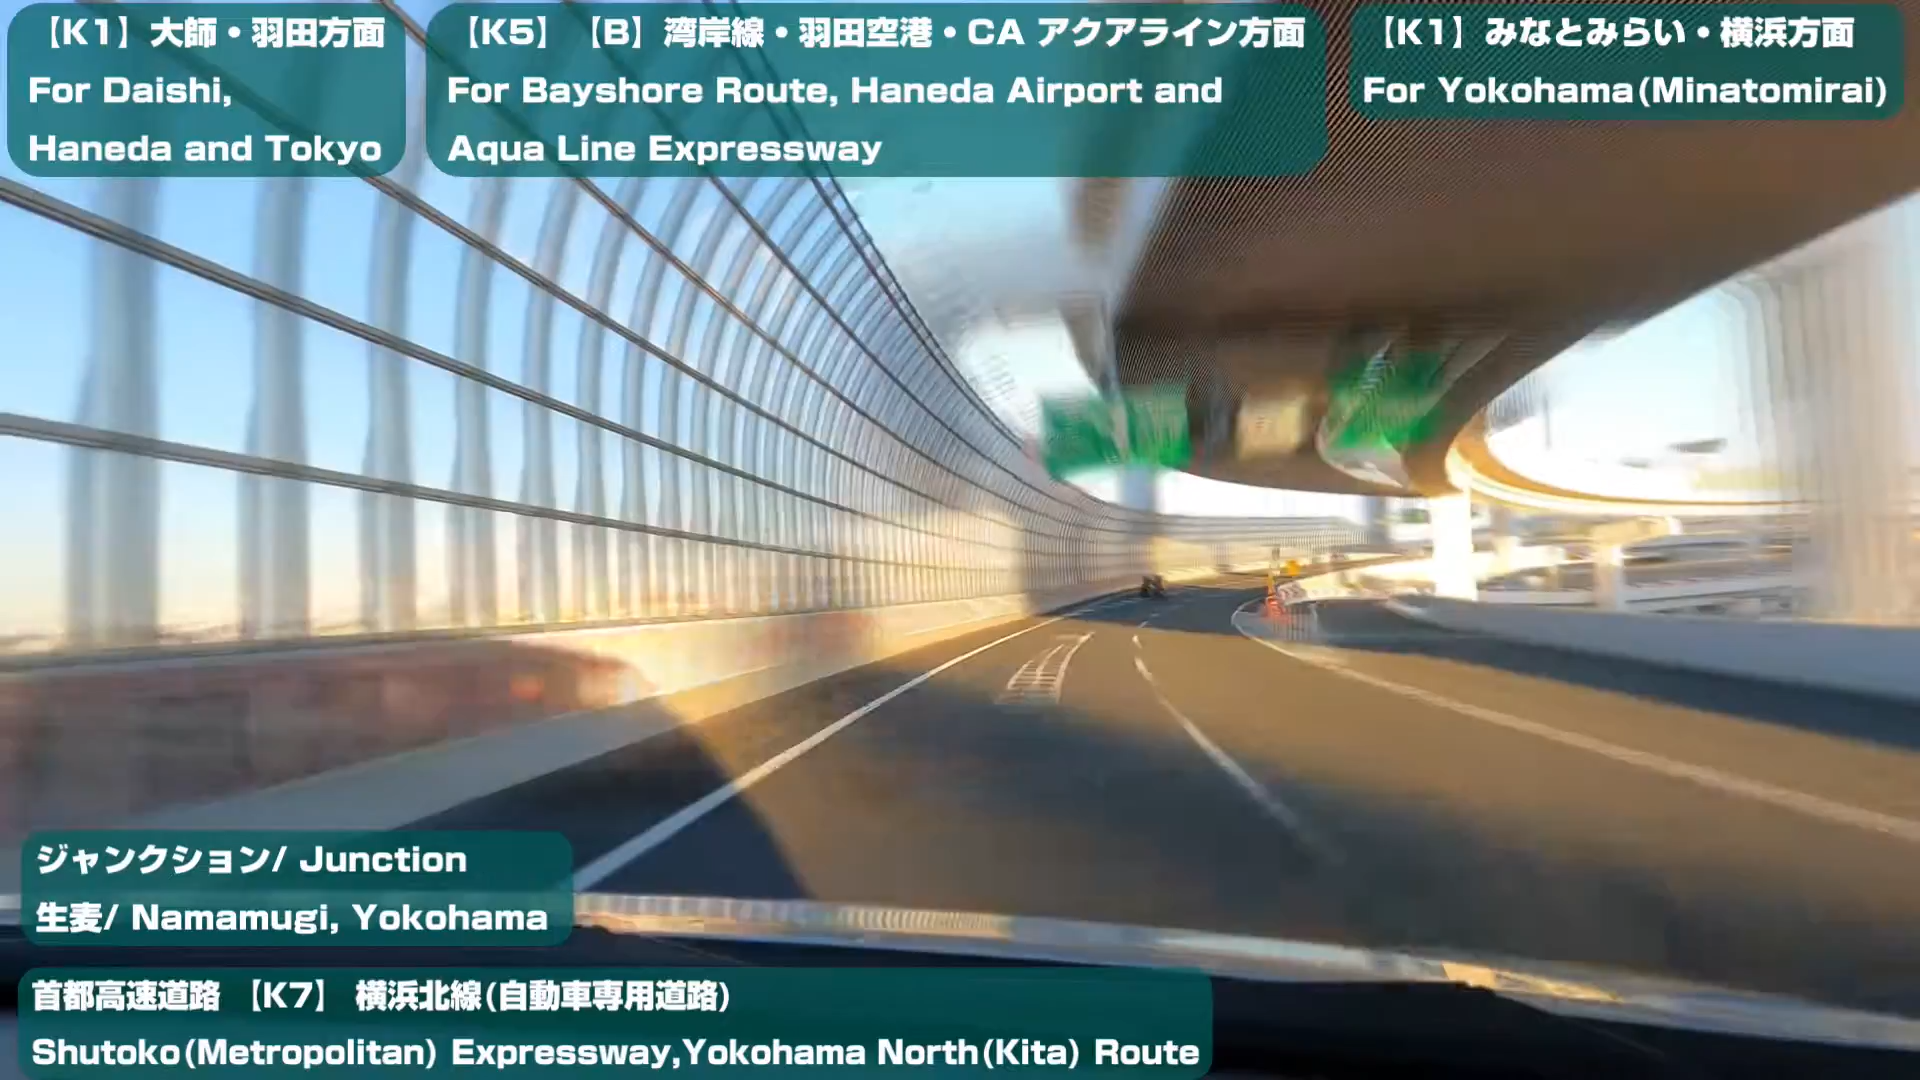 【K1】大師・羽田方面
For Daishi,
Haneda and Tokyo
【K5】【B】湾岸線・羽田空港・CA アクアライン方面
For Bayshore Route, Haneda Airport and
Aqua Line Expressway
【K1】みなとみらい・横浜方面
For Yokohama(Minatomirai)
ジャンクション/ Junction
生麦/ Namamugi, Yokohama
首都高速道路 【K7】 横浜北線(自動車専用道路)
Shutoko(Metropolitan) Expressway,Yokohama North(Kita) Route